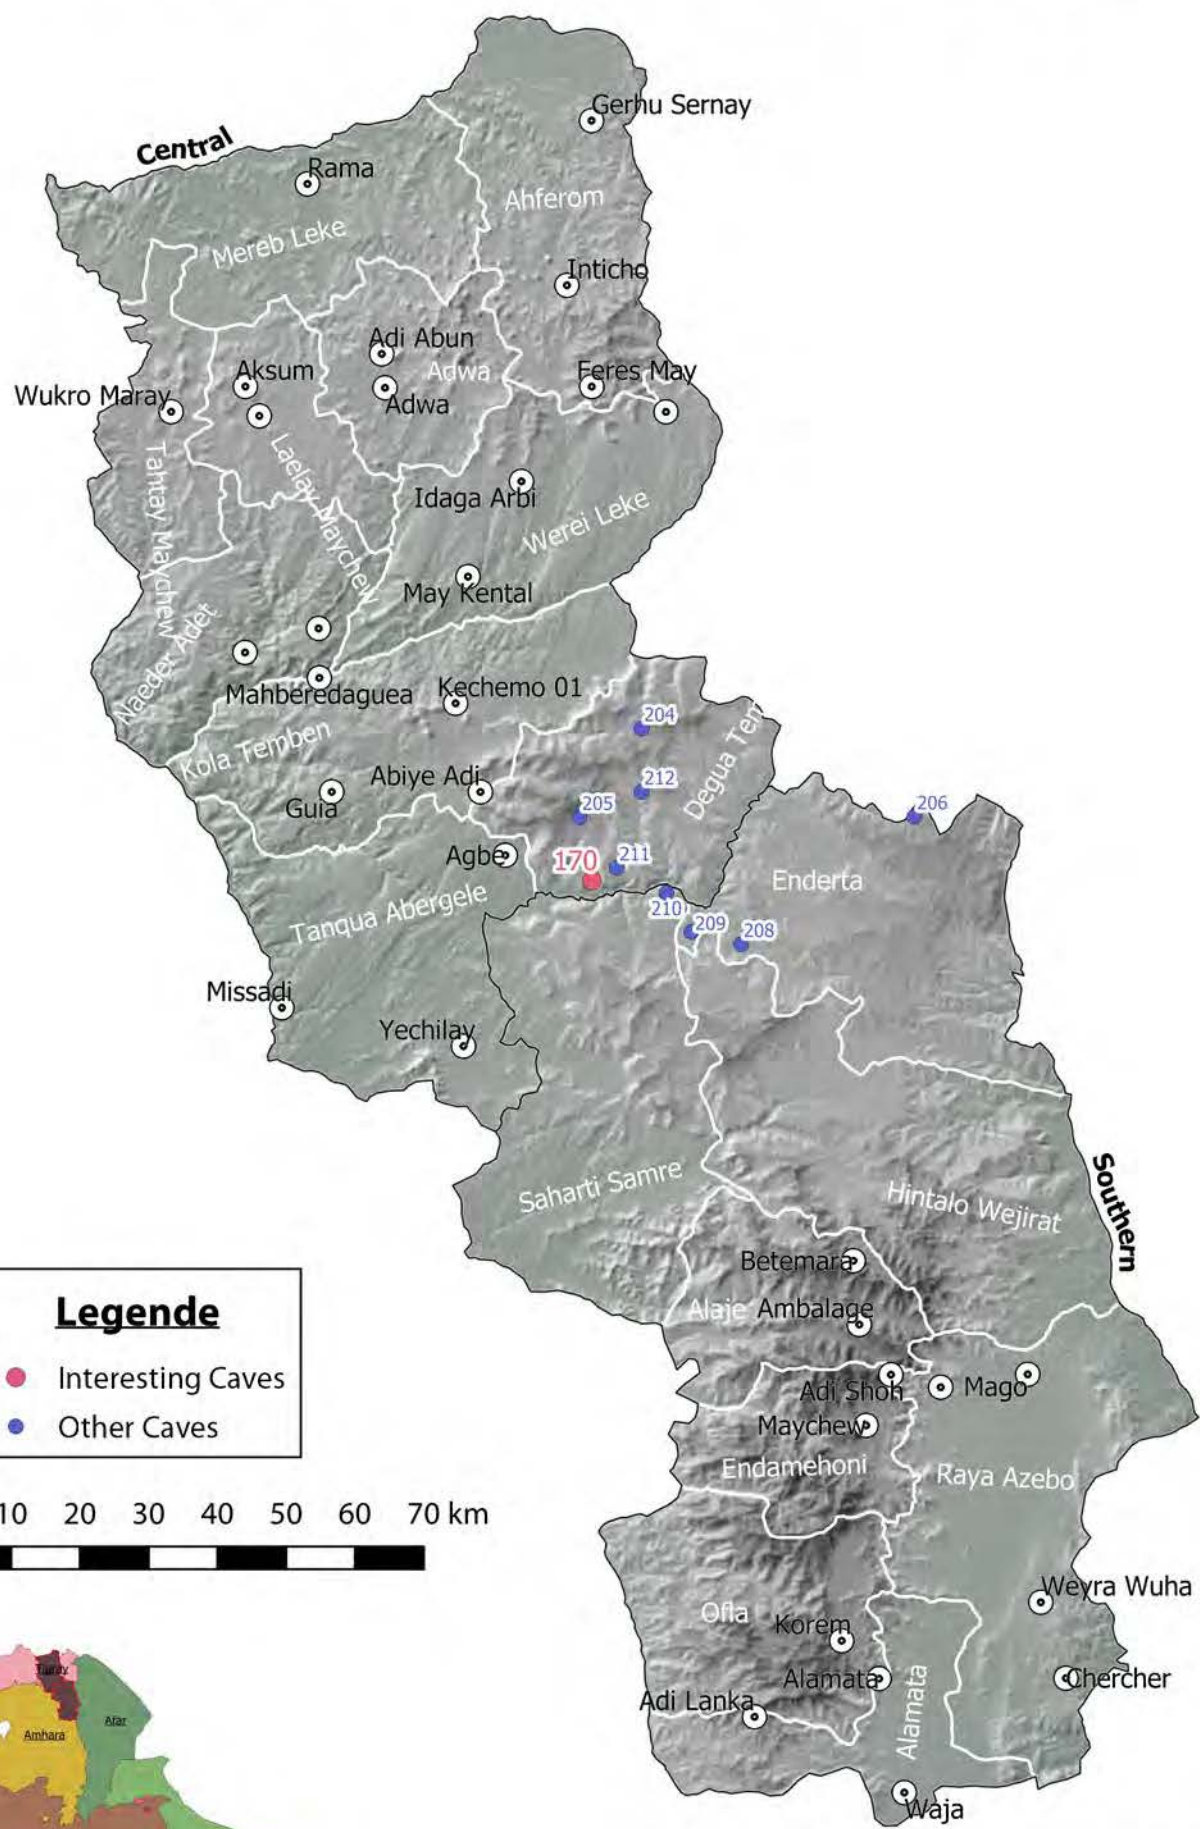 Gerhu Sernay
Central
Rama
Ahferom
Mereb Leke
Inticho
Adi Abun
Aksum
Adwa
Feres May
Wukro Maray
Adwa
Tahtay Maychew
Laelay Maychew
Idaga Arbi
Werei Leke
May Kental
Naeder Adet
Mahberedaguea
Kechemo 01
204
Kola Temben
Degua Tem
Abiye Adi
212
Guia
205
206
Agbe
170
211
Enderta
Tanqua Abergele
210
209
208
Missadi
Yechilay
Saharti Samre
Hintalo Wejirat
Southern
Betemara
Alaje
Ambalage
Legende
Interesting Caves
Other Caves
Adi Shoh
Mago
Maychew
Endamehoni
Raya Azebo
10 20 30 40 50 60 70 km
Weyra Wuha
Ofla
Korem
Alamata
Chercher
Adi Lanka
Alamata
Waja
Tigray
Amhara
Afar